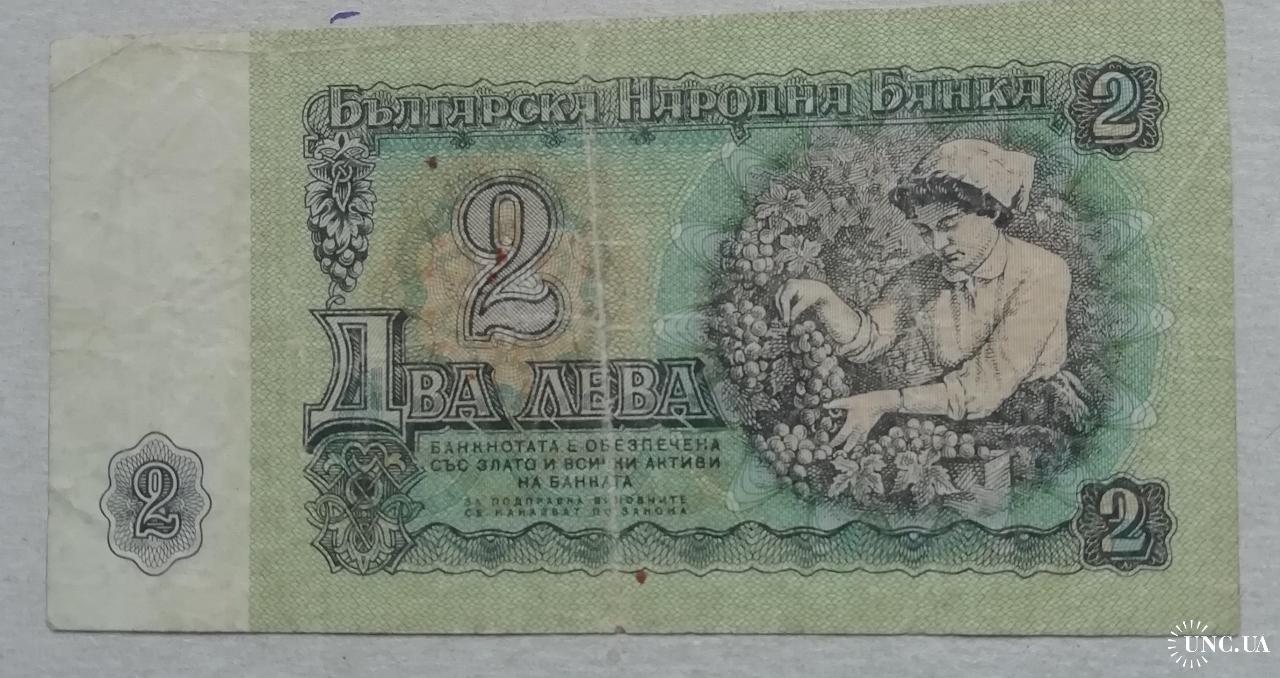 БЪЛГАРСКА НАРОДНА БАНКА
2
2
ДВА ЛЕВА
БАНКНОТАТА Е ОБЕЗПЕЧЕНА
СЪС ЗЛАТО И ВСИЧКИ АКТИВИ
НА БАНКАТА
ЗА ПОДПРАВКА ВИНОВНИТЕ
СЕ НАКАЗВАТ ПО ЗАКОНА
2
2
UNC.UA